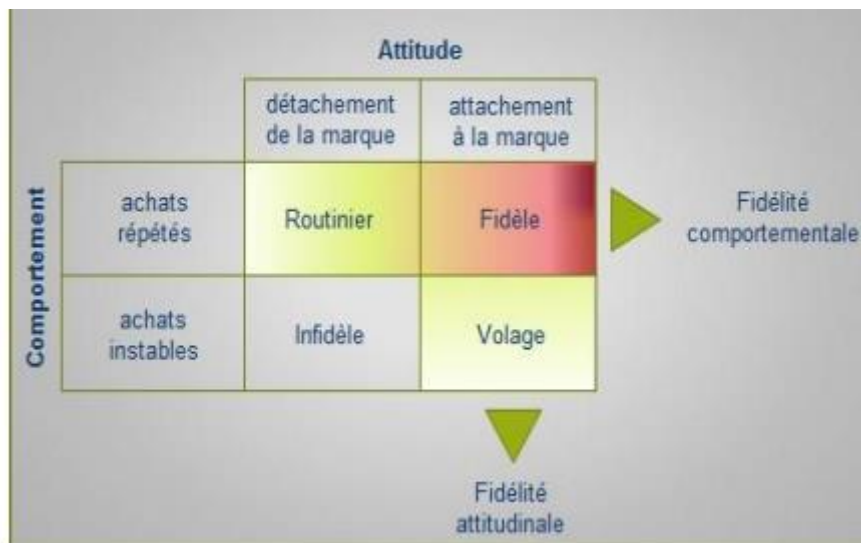 Attitude
détachement
de la marque
attachement
à la marque
Comportement
achats
répétés
Routinier
Fidèle
Fidélité
comportementale
achats
instables
Infidèle
Volage
Fidélité
attitudinale